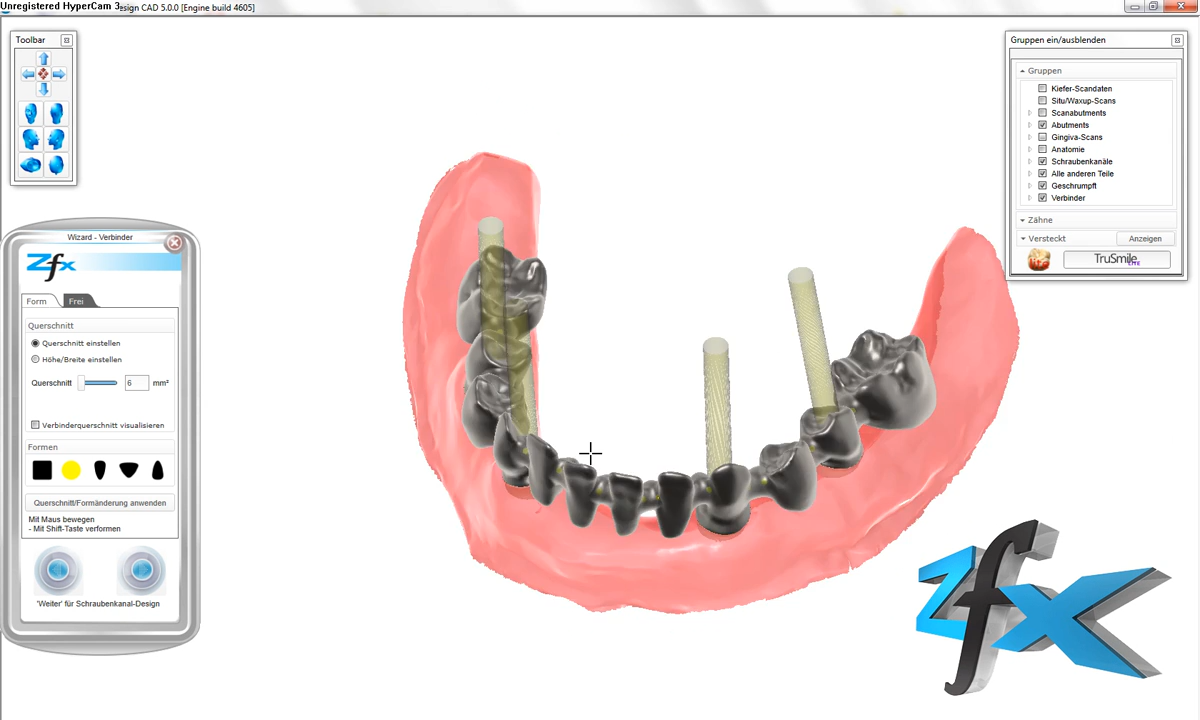 Unregistered HyperCam 3
esign CAD 5.0.0 [Engine build 4605]
Toolbar
Gruppen ein/ausblenden
Gruppen
Kiefer-Scandaten
Situ/Waxup-Scans
Scanabutments
Abutments
Gingiva-Scans
Anatomie
Schraubenkanäle
Alle anderen Teile
Geschrumpft
Verbinder
Zähne
Versteckt
Anzeigen
TruSmile
LITE
Wizard - Verbinder
Zfx
Form
Frei
Querschnitt
Querschnitt einstellen
Höhe/Breite einstellen
Querschnitt 6 mm²
Verbinderquerschnitt visualisieren
Formen
Querschnitt/Formänderung anwenden
Mit Maus bewegen
- Mit Shift-Taste verformen
'Weiter' für Schraubenkanal-Design
zfx